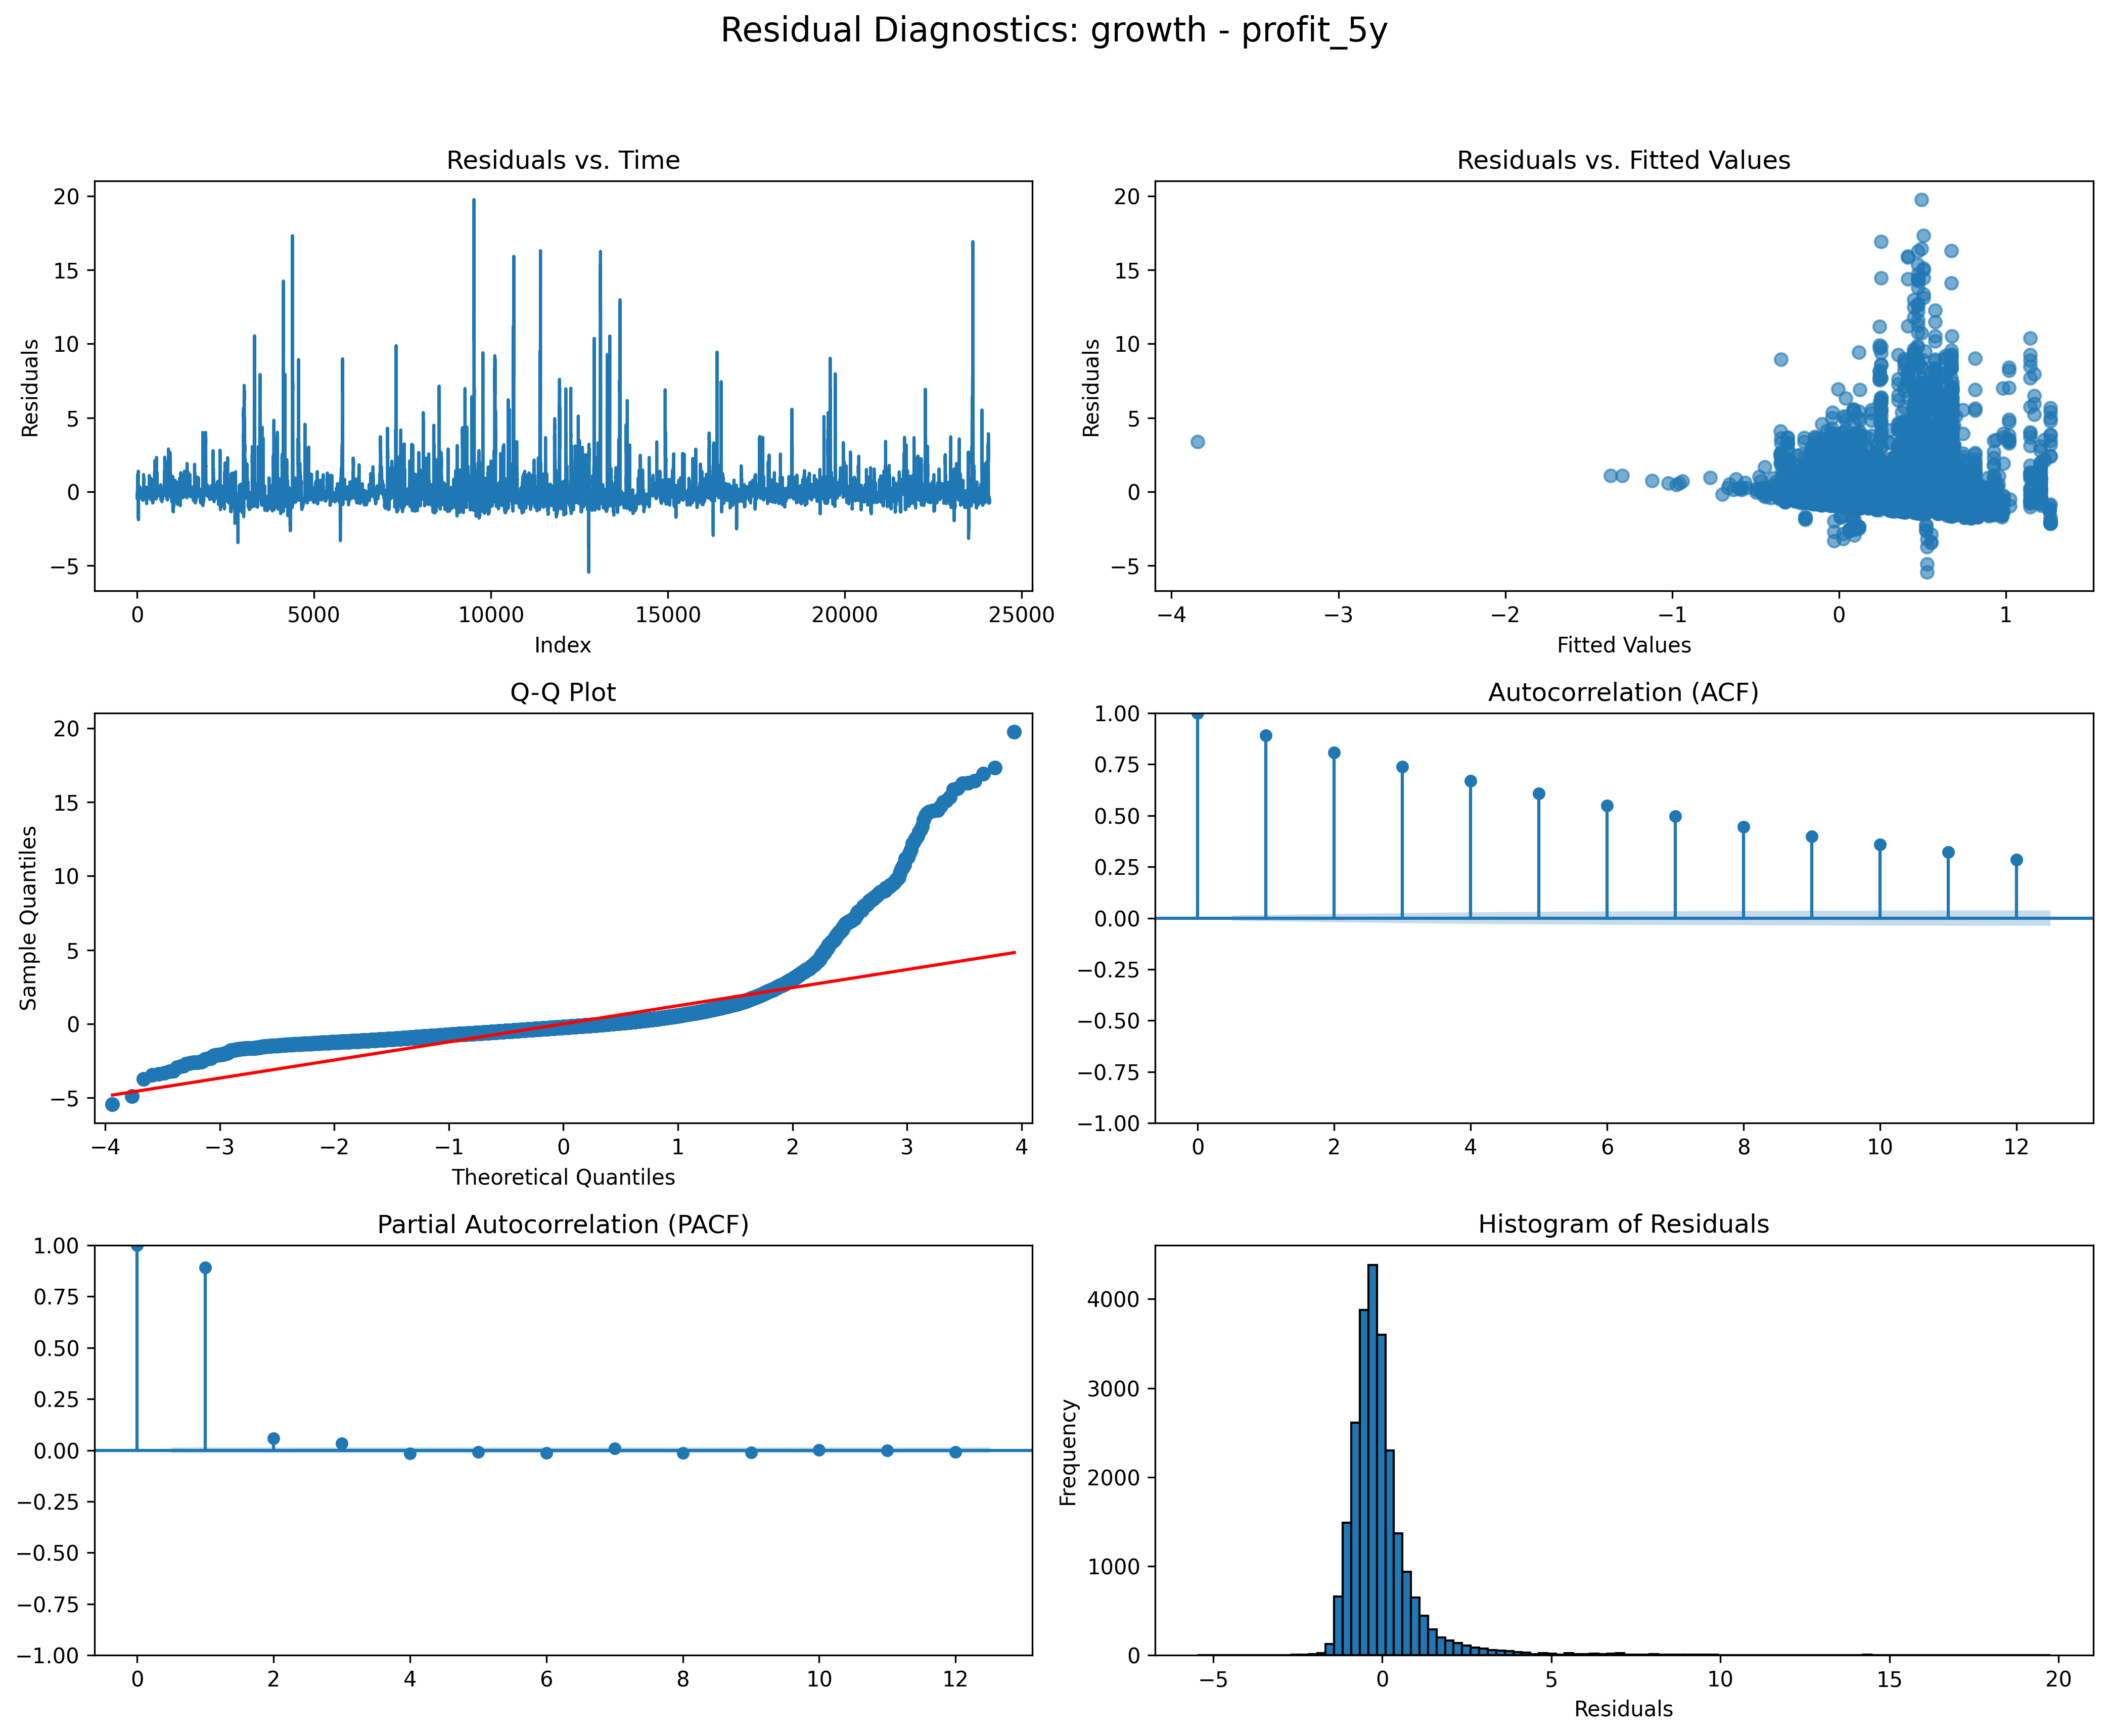 Residual Diagnostics: growth - profit_5y
Residuals vs. Time
20
15
10
5
0
−5
Residuals
0 5000 10000 15000 20000 25000
Index
Residuals vs. Fitted Values
20
15
10
5
0
−5
Residuals
−4 −3 −2 −1 0 1
Fitted Values
Q-Q Plot
20
15
10
5
0
−5
Sample Quantiles
−4 −3 −2 −1 0 1 2 3 4
Theoretical Quantiles
Autocorrelation (ACF)
1.00
0.75
0.50
0.25
0.00
−0.25
−0.50
−0.75
−1.00
0 2 4 6 8 10 12
Partial Autocorrelation (PACF)
1.00
0.75
0.50
0.25
0.00
−0.25
−0.50
−0.75
−1.00
0 2 4 6 8 10 12
Histogram of Residuals
4000
3000
2000
1000
0
Frequency
−5 0 5 10 15 20
Residuals